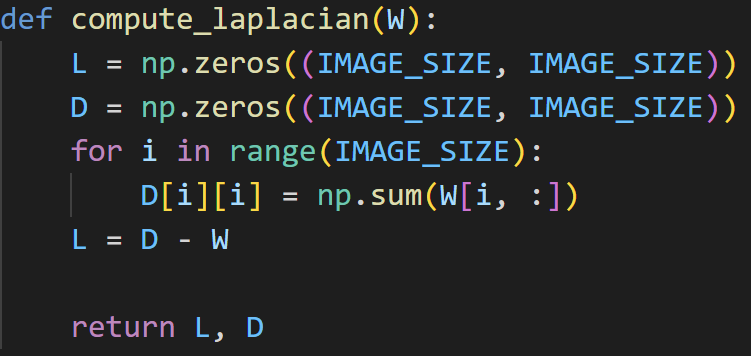 def compute_laplacian(W):
    L = np.zeros((IMAGE_SIZE, IMAGE_SIZE))
    D = np.zeros((IMAGE_SIZE, IMAGE_SIZE))
    for i in range(IMAGE_SIZE):
        D[i][i] = np.sum(W[i, :])
    L = D - W

    return L, D